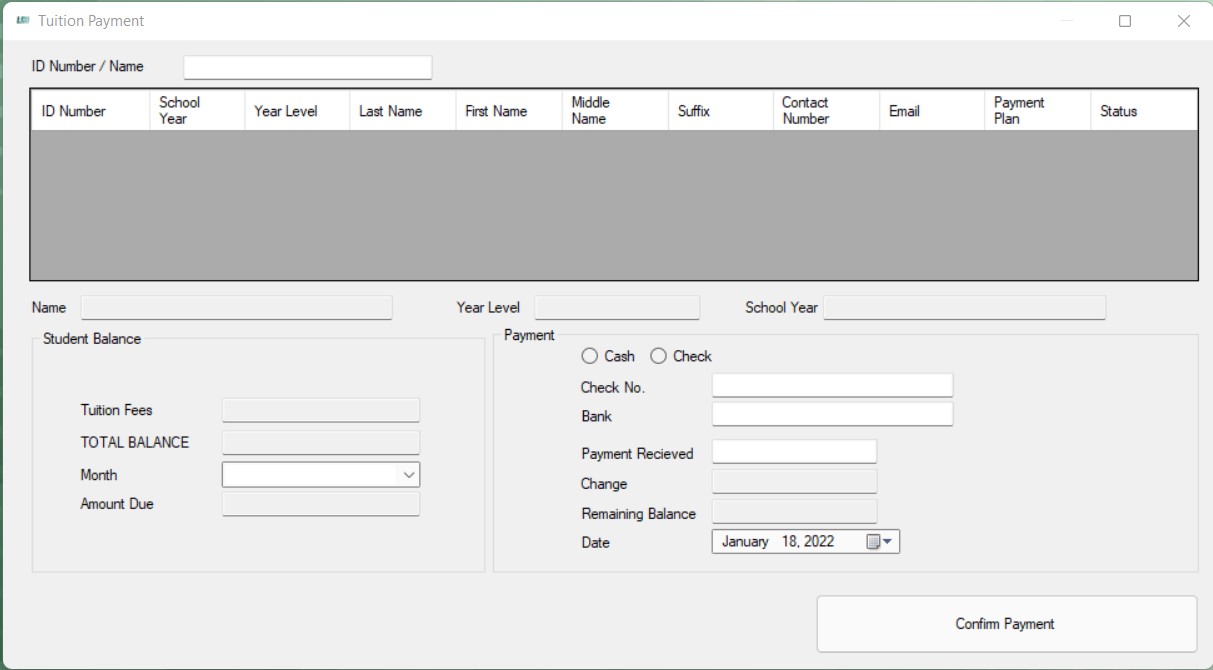 Tuition Payment
ID Number / Name
ID Number School Year Year Level Last Name First Name Middle Name Suffix Contact Number Email Payment Plan Status
Name Year Level School Year
Student Balance
Tuition Fees
TOTAL BALANCE
Month
Amount Due
Payment
Cash Check
Check No.
Bank
Payment Recieved
Change
Remaining Balance
Date January 18, 2022
Confirm Payment